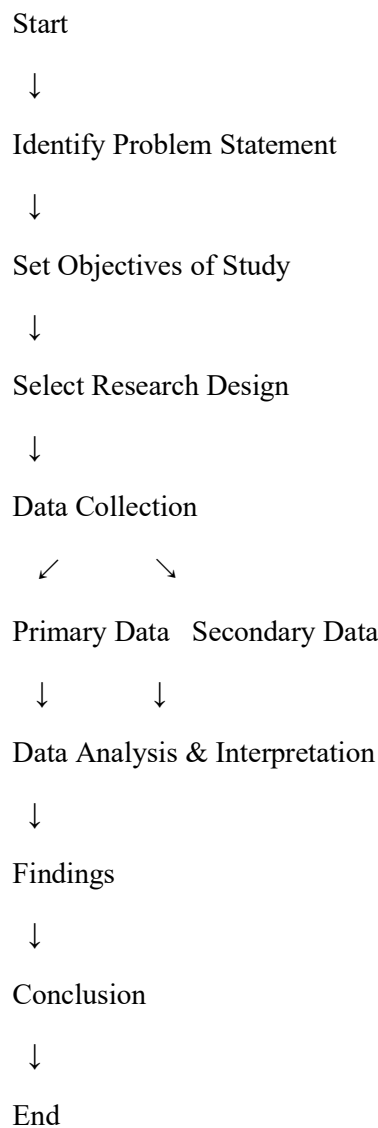 Start
↓
Identify Problem Statement
↓
Set Objectives of Study
↓
Select Research Design
↓
Data Collection
↙ ↘
Primary Data Secondary Data
↓ ↓
Data Analysis & Interpretation
↓
Findings
↓
Conclusion
↓
End